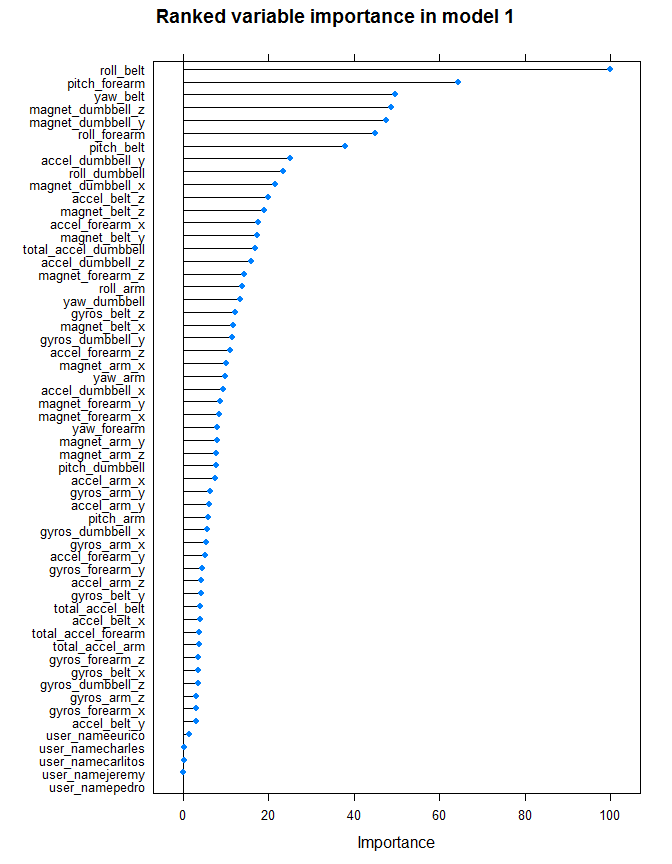 Ranked variable importance in model 1
roll_belt
pitch_forearm
yaw_belt
magnet_dumbbell_z
magnet_dumbbell_y
roll_forearm
pitch_belt
accel_dumbbell_y
roll_dumbbell
magnet_dumbbell_x
accel_belt_z
magnet_belt_z
accel_forearm_x
magnet_belt_y
total_accel_dumbbell
accel_dumbbell_z
magnet_forearm_z
roll_arm
yaw_dumbbell
gyros_belt_z
magnet_belt_x
gyros_dumbbell_y
accel_forearm_z
magnet_arm_x
yaw_arm
accel_dumbbell_x
magnet_forearm_y
magnet_forearm_x
yaw_forearm
magnet_arm_y
magnet_arm_z
pitch_dumbbell
accel_arm_x
gyros_arm_y
accel_arm_y
pitch_arm
gyros_dumbbell_x
gyros_arm_x
accel_forearm_y
gyros_forearm_y
accel_arm_z
gyros_belt_y
total_accel_belt
accel_belt_x
total_accel_forearm
total_accel_arm
gyros_forearm_z
gyros_belt_x
gyros_dumbbell_z
gyros_arm_z
gyros_forearm_x
accel_belt_y
user_nameeurico
user_namecharles
user_namecarlitos
user_namejeremy
user_namepedro
0 20 40 60 80 100
Importance